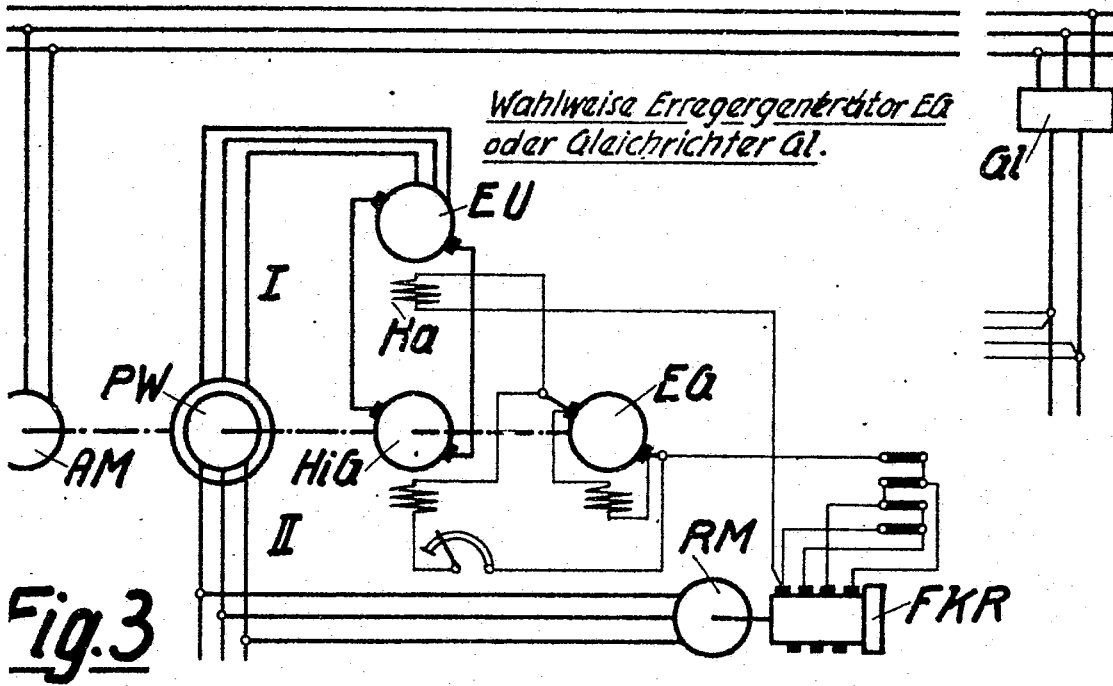 Wahlweise Erregergenerator EG
oder Gleichrichter Gl.
Gl
EU
I
Ha
PW
EG
AM
HiG
II
RM
FKR
Fig.3